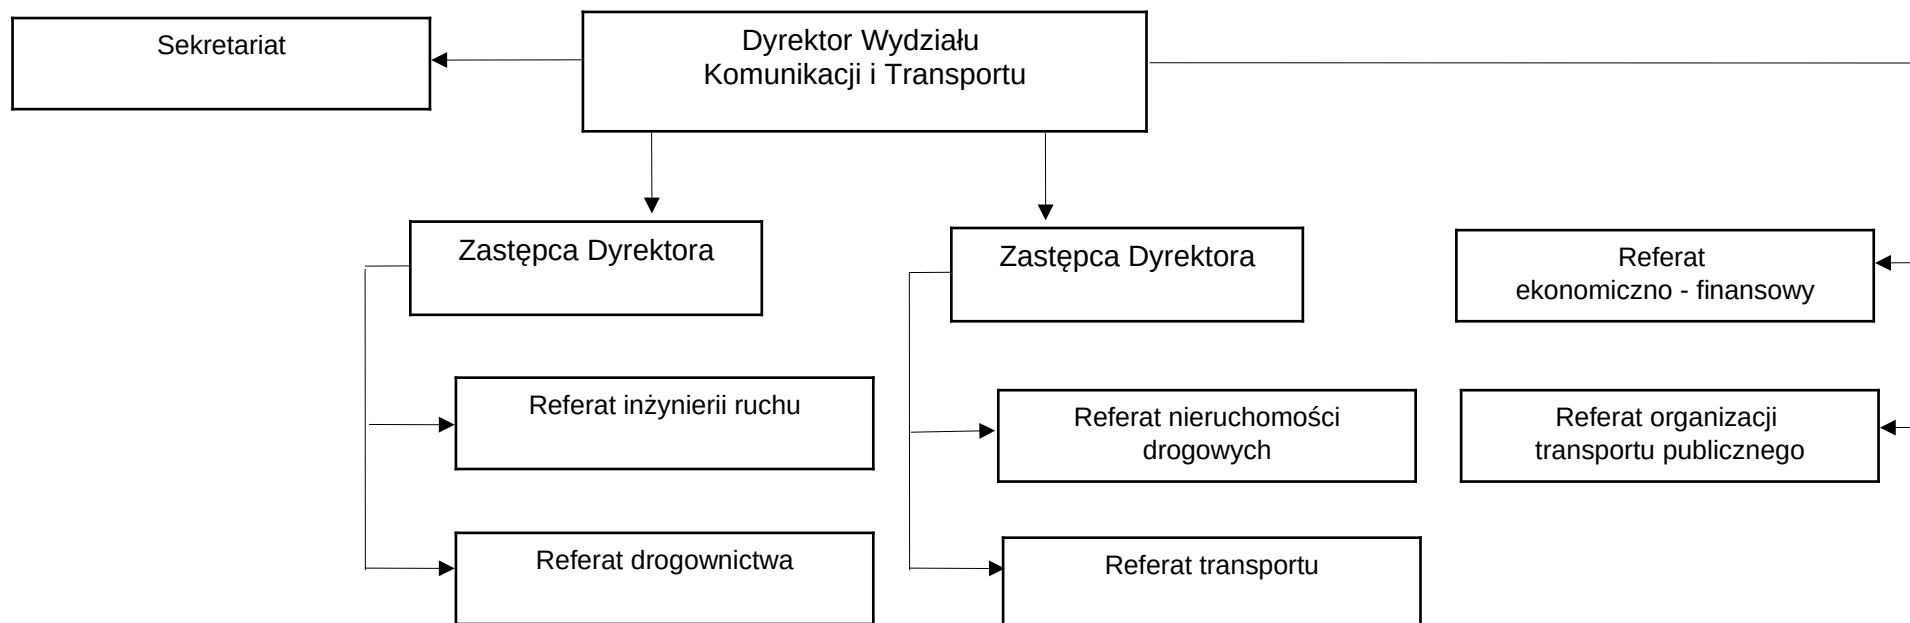 Sekretariat
Dyrektor Wydziału
Komunikacji i Transportu
Zastępca Dyrektora
Zastępca Dyrektora
Referat
ekonomiczno - finansowy
Referat inżynierii ruchu
Referat nieruchomości
drogowych
Referat organizacji
transportu publicznego
Referat drogownictwa
Referat transportu